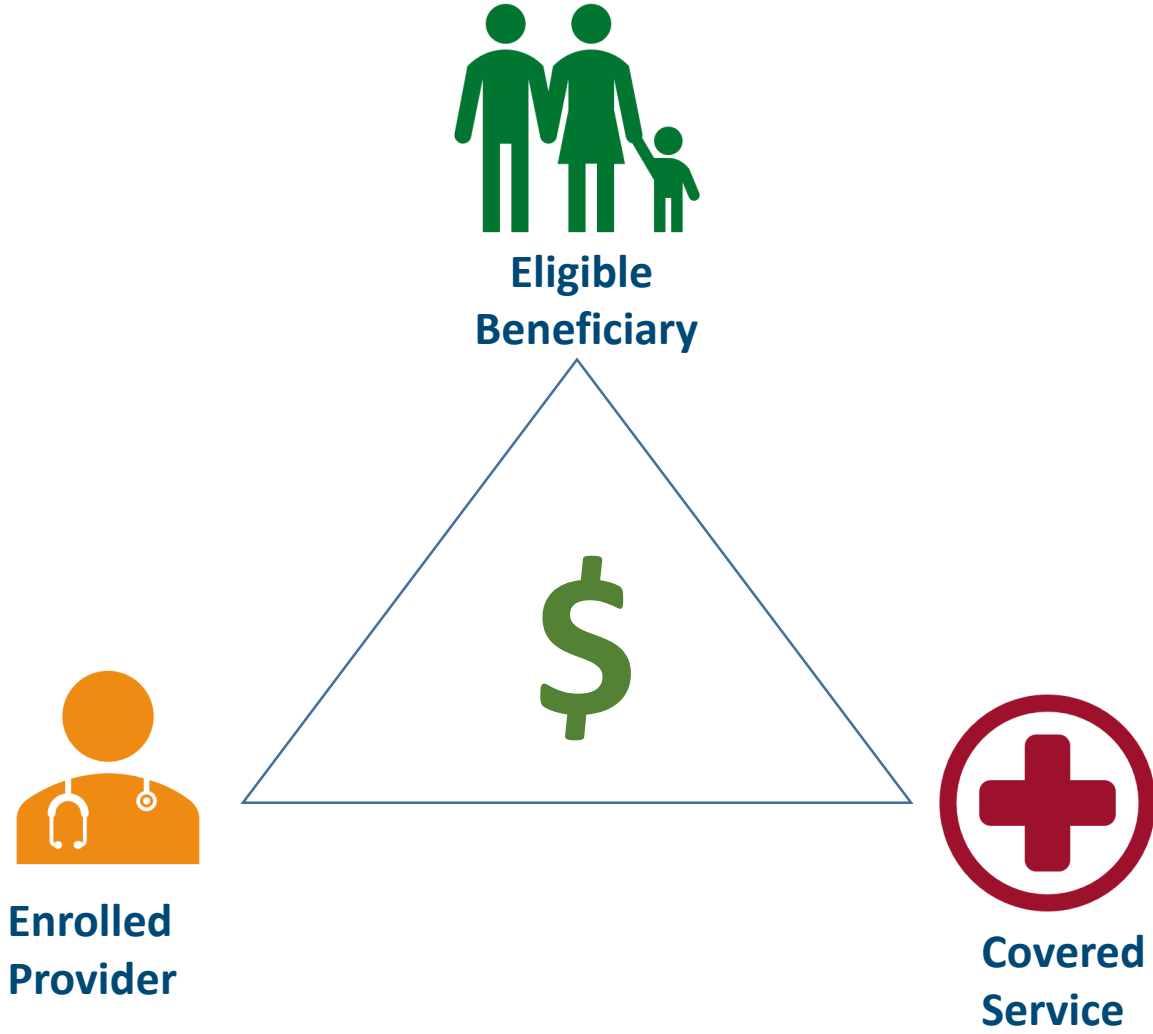 Eligible
Beneficiary
$
Enrolled
Provider
Covered
Service